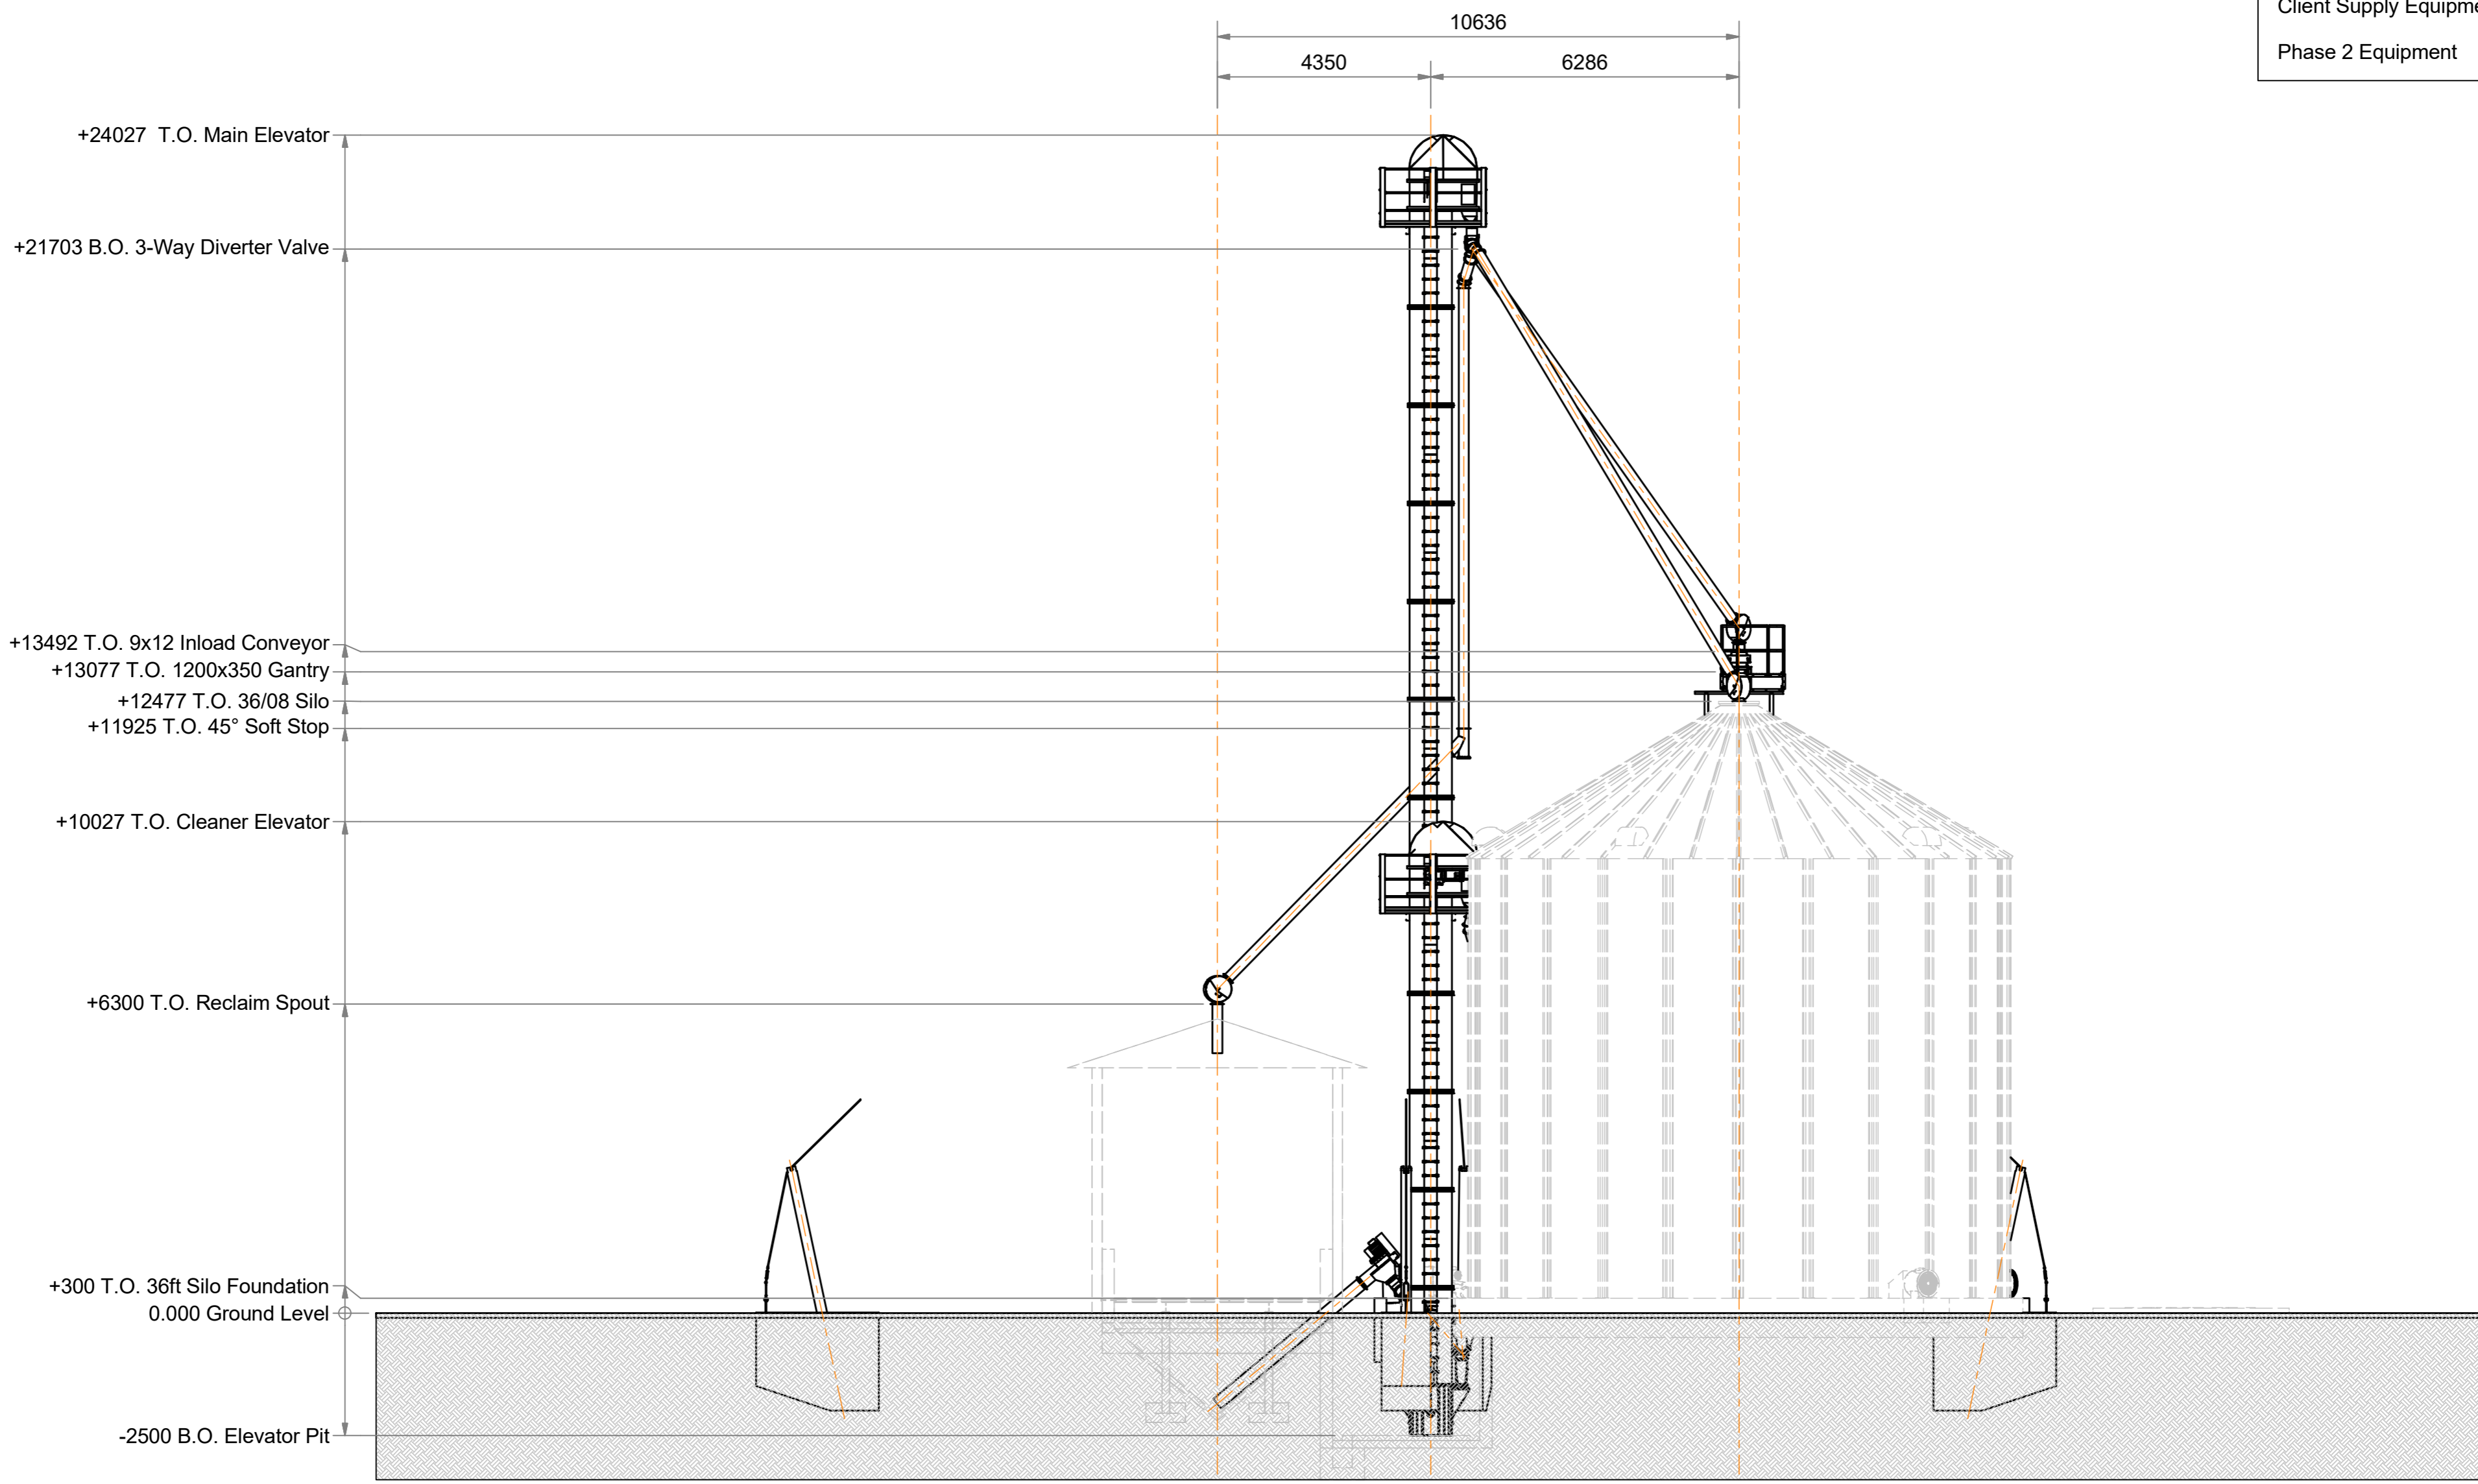 Client Supply Equipme
Phase 2 Equipment
10636
4350
6286
+24027 T.O. Main Elevator
+21703 B.O. 3-Way Diverter Valve
+13492 T.O. 9x12 Inload Conveyor
+13077 T.O. 1200x350 Gantry
+12477 T.O. 36/08 Silo
+11925 T.O. 45° Soft Stop
+10027 T.O. Cleaner Elevator
+6300 T.O. Reclaim Spout
+300 T.O. 36ft Silo Foundation
0.000 Ground Level
-2500 B.O. Elevator Pit